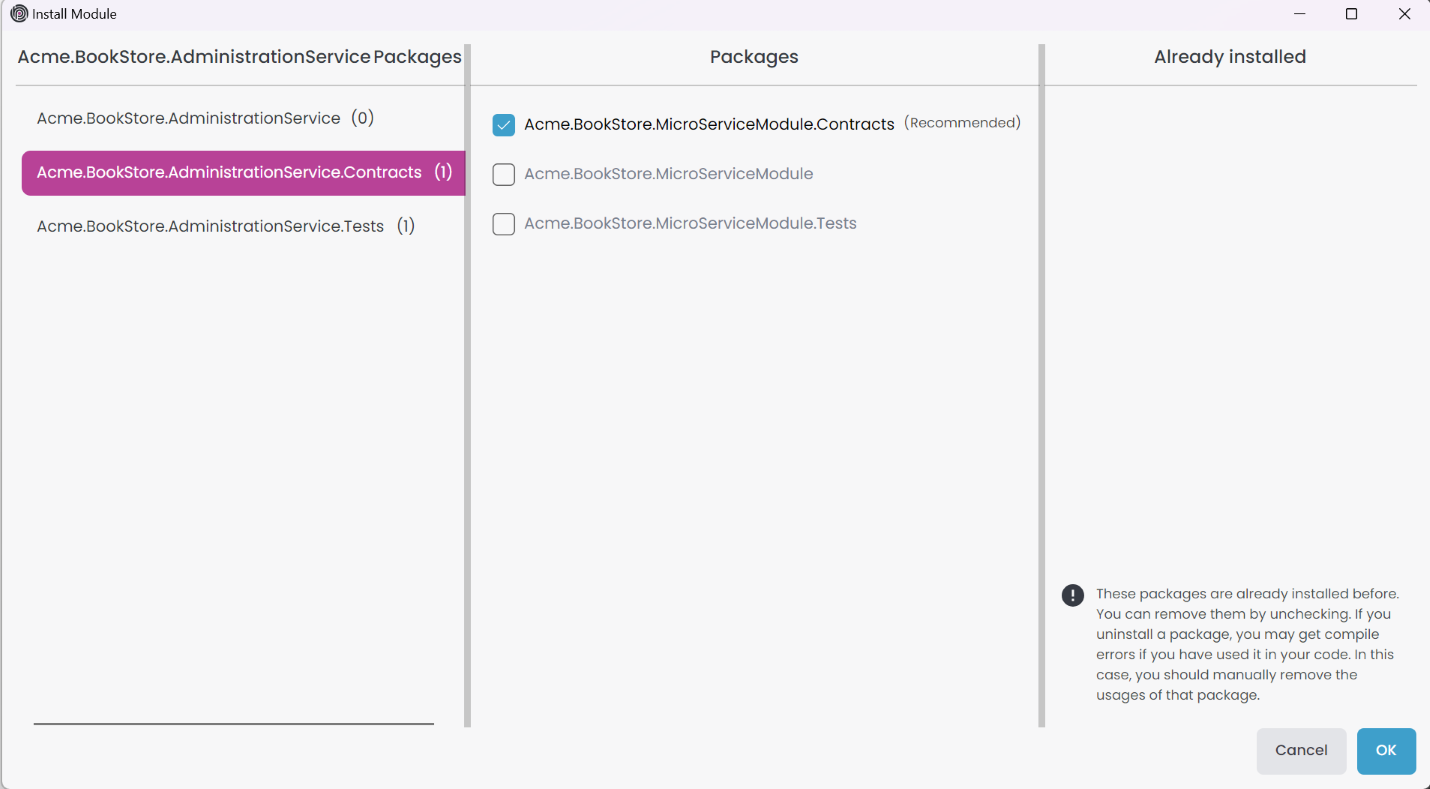 Install Module
Acme.BookStore.AdministrationService Packages
Packages
Already installed
Acme.BookStore.AdministrationService (0)
Acme.BookStore.AdministrationService.Contracts (1)
Acme.BookStore.AdministrationService.Tests (1)
Acme.BookStore.MicroServiceModule.Contracts (Recommended)
Acme.BookStore.MicroServiceModule
Acme.BookStore.MicroServiceModule.Tests
These packages are already installed before.
You can remove them by unchecking. If you
uninstall a package, you may get compile
errors if you have used it in your code. In this
case, you should manually remove the
usages of that package.
Cancel
OK